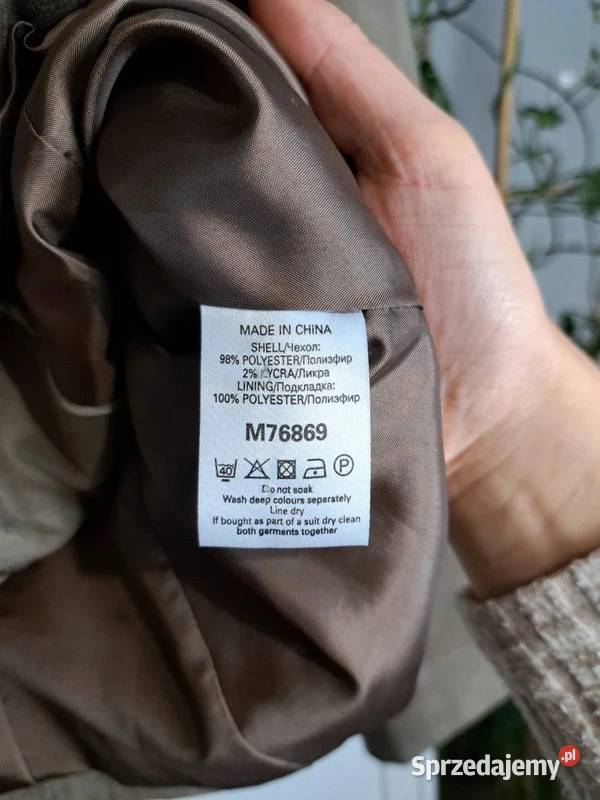 MADE IN CHINA
SHELL/Чехол:
98% POLYESTER/Полиэфир
2% LYCRA/Ликра
LINING/Подкладка:
100% POLYESTER/Полиэфир
M76869
40°
P
Do not soak
Wash deep colours separately
Line dry
If bought as part of a suit dry clean
both garments together
Sprzedajemy.pl